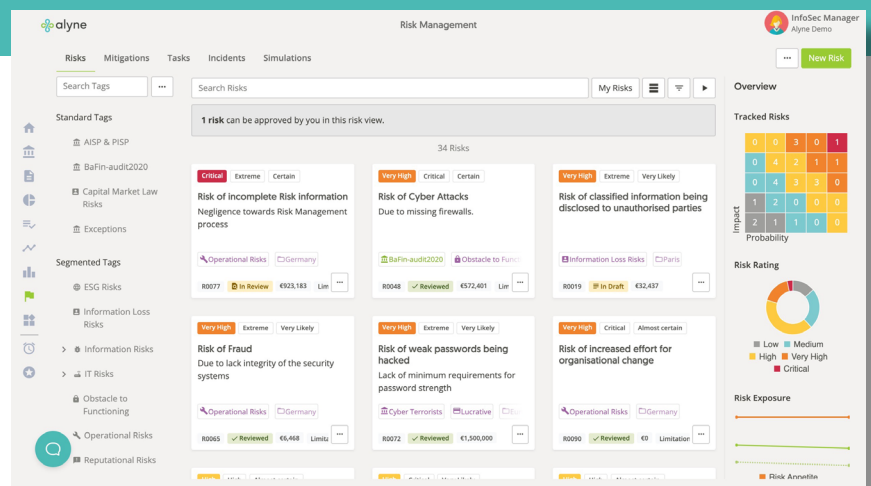 alyne
Risk Management
InfoSec Manager
Alyne Demo
Risks
Mitigations
Tasks
Incidents
Simulations
New Risk
Search Tags
Search Risks
My Risks
Overview
Standard Tags
AISP & PISP
BaFin-audit2020
Capital Market Law
Risks
Exceptions
Segmented Tags
ESG Risks
Information Loss
Risks
Information Risks
IT Risks
Obstacle to
Functioning
Operational Risks
Reputational Risks
1 risk can be approved by you in this risk view.
34 Risks
Critical Extreme Certain
Risk of incomplete Risk information
Negligence towards Risk Management
process
Operational Risks Germany
R0077 In Review €923,183 Lim
Very High Critical Certain
Risk of Cyber Attacks
Due to missing firewalls.
BaFin-audit2020 Obstacle to Func
R0048 Reviewed €572,401 Lim
Very High Extreme Very Likely
Risk of classified information being
disclosed to unauthorised parties
Information Loss Risks Paris
R0019 In Draft €32,437
Very High Extreme Very Likely
Risk of Fraud
Due to lack integrity of the security
systems
Operational Risks Germany
R0065 Reviewed €6,468 Limita
Very High Extreme Very Likely
Risk of weak passwords being
hacked
Lack of minimum requirements for
password strength
Cyber Terrorists Lucrative
R0072 Reviewed €1,500,000
Very High Critical Almost certain
Risk of increased effort for
organisational change
Operational Risks Germany
R0090 Reviewed €0 Limitation
Tracked Risks
0 0 3 0 1
0 4 2 1 1
0 4 3 3 0
1 2 0 0 0
2 1 1 0 0
Impact
Probability
Risk Rating
Low Medium
High Very High
Critical
Risk Exposure
Risk Appetite